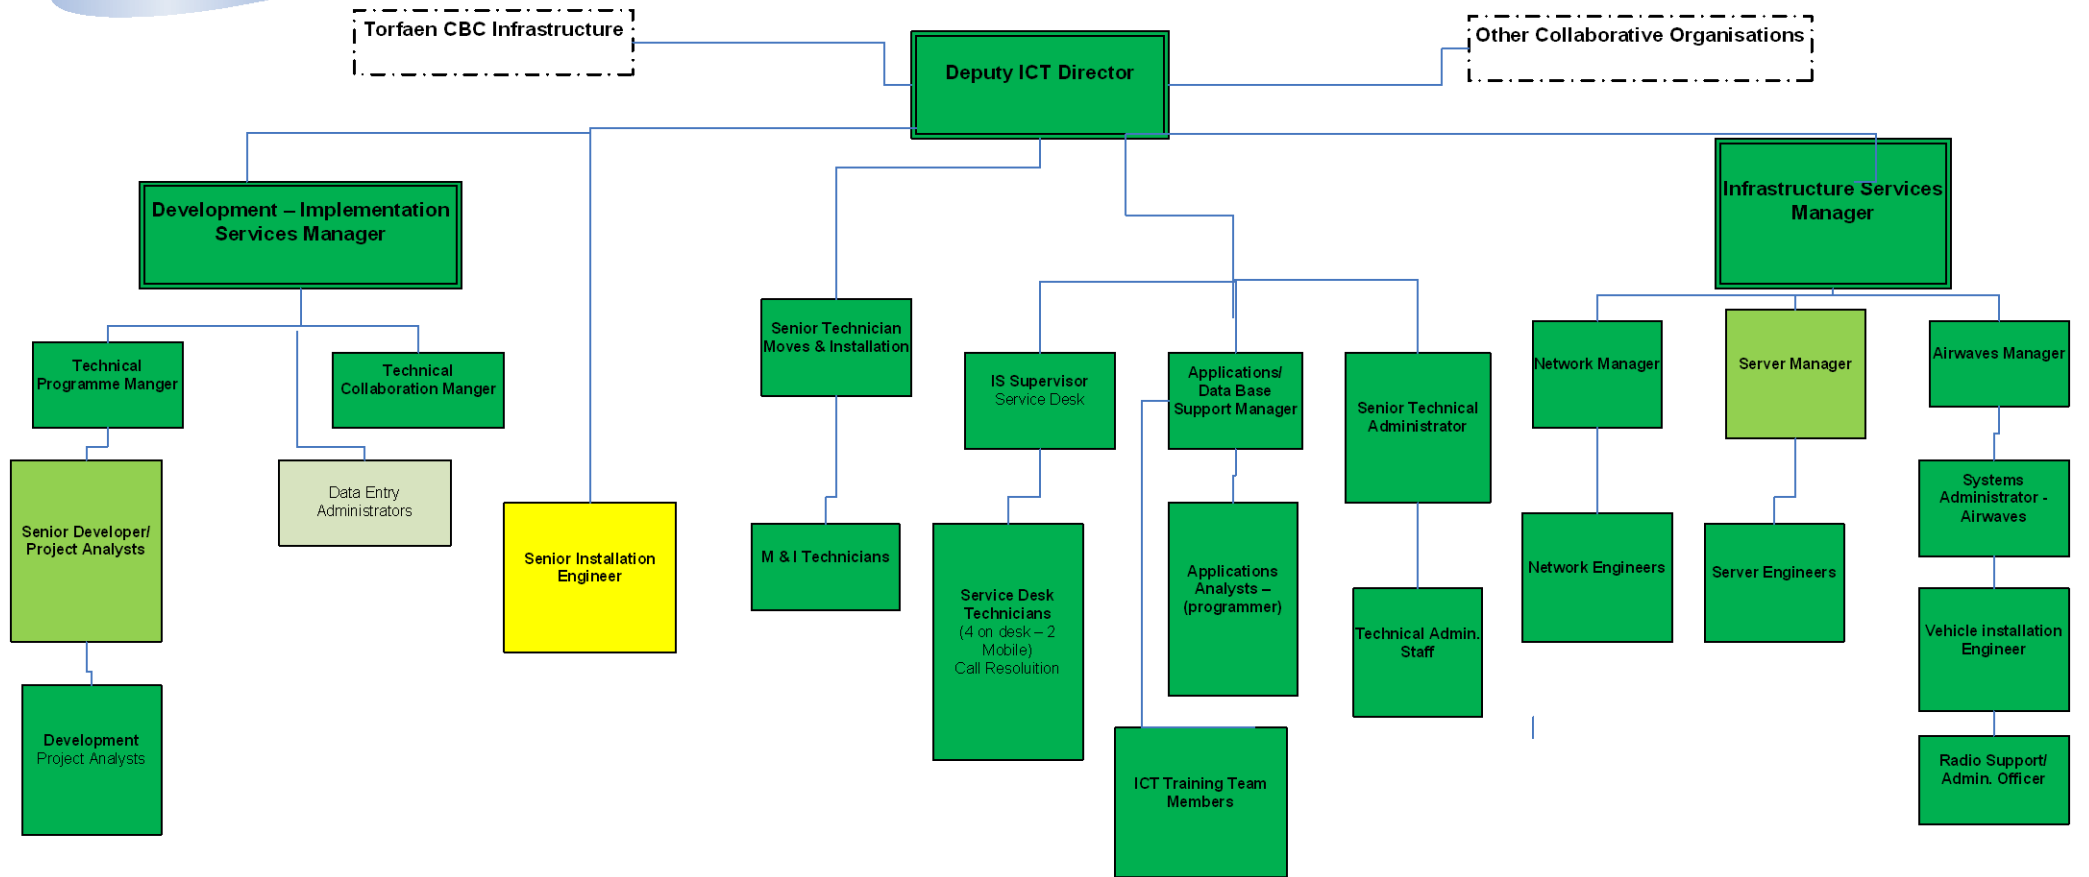 Torfaen CBC Infrastructure
Deputy ICT Director
Other Collaborative Organisations
Development – Implementation
Services Manager
Infrastructure Services
Manager
Senior Technician
Moves & Installation
Technical
Programme Manger
Technical
Collaboration Manger
IS Supervisor
Service Desk
Applications/
Data Base
Support Manager
Senior Technical
Administrator
Network Manager
Server Manager
Airwaves Manager
Senior Developer/
Project Analysts
Data Entry
Administrators
Senior Installation
Engineer
M & I Technicians
Service Desk
Technicians
(4 on desk – 2
Mobile)
Call Resoluition
Applications
Analysts –
(programmer)
Technical Admin.
Staff
Network Engineers
Server Engineers
Systems
Administrator -
Airwaves
Vehicle installation
Engineer
Development
Project Analysts
ICT Training Team
Members
Radio Support/
Admin. Officer